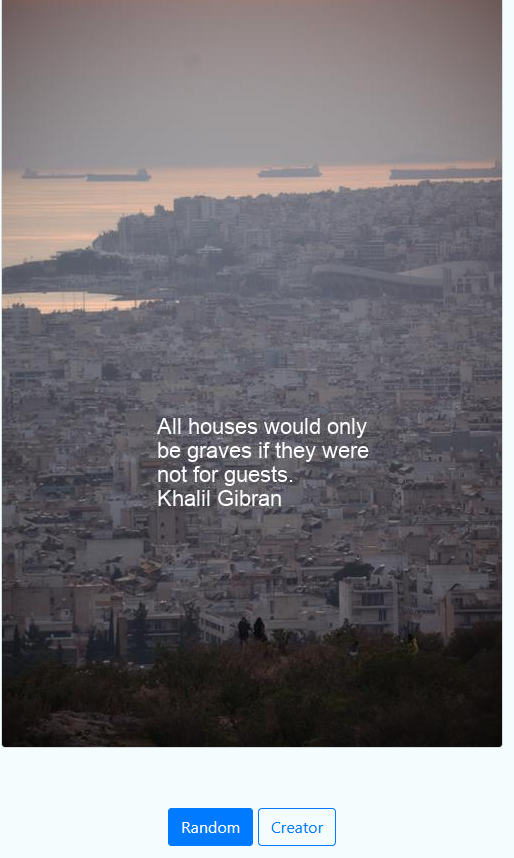 All houses would only
be graves if they were
not for guests.
Khalil Gibran
Random
Creator